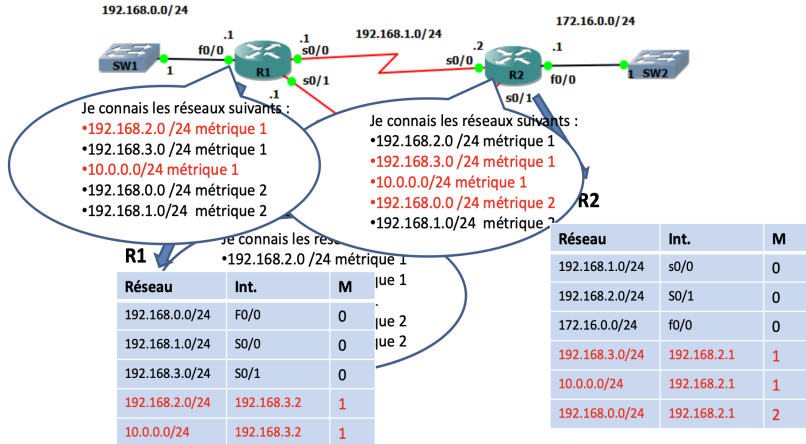 192.168.0.0/24
172.16.0.0/24
192.168.1.0/24
.1
.1
.2
.1
f0/0
s0/0
s0/0
SW1
1
R1
s0/1
R2
f0/0
1
SW2
.1
s0/1
Je connais les réseaux suivants :
•192.168.2.0 /24 métrique 1
•192.168.3.0 /24 métrique 1
•10.0.0.0/24 métrique 1
•192.168.0.0 /24 métrique 2
•192.168.1.0/24 métrique 2
Je connais les réseaux suivants :
•192.168.2.0 /24 métrique 1
•192.168.3.0 /24 métrique 1
•10.0.0.0/24 métrique 1
•192.168.0.0 /24 métrique 2
•192.168.1.0/24 métrique
Je connais les
•192.168.2.0 /24 métrique 1
1
2
2
R1
Réseau Int. M
192.168.0.0/24 F0/0 0
192.168.1.0/24 S0/0 0
192.168.3.0/24 S0/1 0
192.168.2.0/24 192.168.3.2 1
10.0.0.0/24 192.168.3.2 1
R2
Réseau Int. M
192.168.1.0/24 s0/0 0
192.168.2.0/24 S0/1 0
172.16.0.0/24 f0/0 0
192.168.3.0/24 192.168.2.1 1
10.0.0.0/24 192.168.2.1 1
192.168.0.0/24 192.168.2.1 2